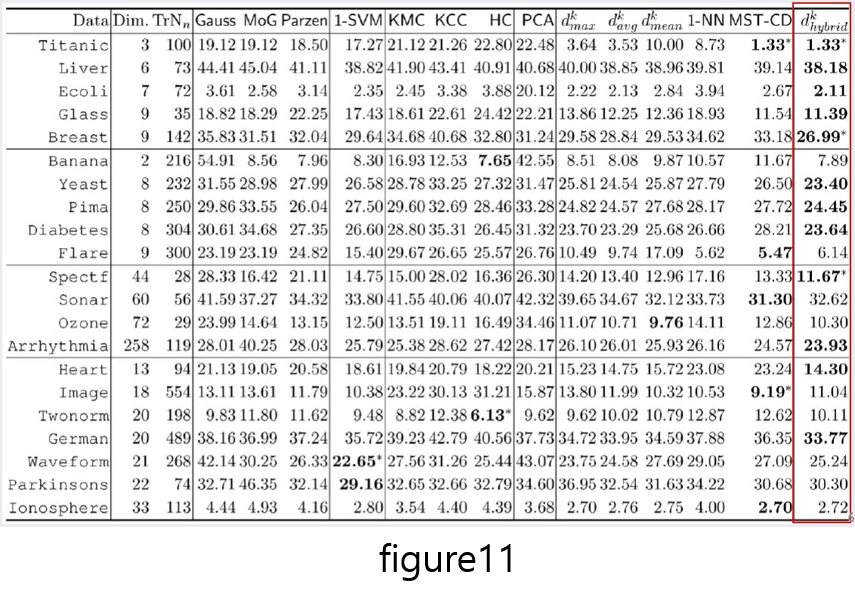 Data Dim. TrNₙ Gauss MoG Parzen 1-SVM KMC KCC HC PCA dᵏmax dᵏavg dᵏmean 1-NN MST-CD dᵏhybrid
Titanic 3 100 19.12 19.12 18.50 17.27 21.12 21.26 22.80 22.48 3.64 3.53 10.00 8.73 1.33* 1.33*
Liver 6 73 44.41 45.04 41.11 38.82 41.90 43.41 40.91 40.68 40.00 38.85 38.96 39.81 39.14 38.18
Ecoli 7 72 3.61 2.58 3.14 2.35 2.45 3.38 3.88 20.12 2.22 2.13 2.84 3.94 2.67 2.11
Glass 9 35 18.82 18.29 22.25 17.43 18.61 22.61 24.42 22.21 13.86 12.25 12.36 18.93 11.54 11.39
Breast 9 142 35.83 31.51 32.04 29.64 34.68 40.68 32.80 31.24 29.58 28.84 29.53 34.62 33.18 26.99*
Banana 2 216 54.91 8.56 7.96 8.30 16.93 12.53 7.65 42.55 8.51 8.08 9.87 10.57 11.67 7.89
Yeast 8 232 31.55 28.98 27.99 26.58 28.78 33.25 27.32 31.47 25.81 24.54 25.87 27.79 26.50 23.40
Pima 8 250 29.86 33.55 26.04 27.50 29.60 32.69 28.46 33.28 24.82 24.57 27.68 28.17 27.72 24.45
Diabetes 8 304 30.61 34.68 27.35 26.60 28.80 35.31 26.45 31.32 23.70 23.29 25.68 26.66 28.21 23.64
Flare 9 300 23.19 23.19 24.82 15.40 29.67 26.65 25.57 26.76 10.49 9.74 17.09 5.62 5.47 6.14
Spectf 44 28 28.33 16.42 21.11 14.75 15.00 28.02 16.36 26.30 14.20 13.40 12.96 17.16 13.33 11.67*
Sonar 60 56 41.59 37.27 34.32 33.80 41.55 40.06 40.07 42.32 39.65 34.67 32.12 33.73 31.30 32.62
Ozone 72 29 23.99 14.64 13.15 12.50 13.51 19.11 16.49 34.46 11.07 10.71 9.76 14.11 12.86 10.30
Arrhythmia 258 119 28.01 40.25 28.03 25.79 25.38 28.62 27.42 28.17 26.10 26.01 25.93 26.16 24.57 23.93
Heart 13 94 21.13 19.05 20.58 18.61 19.84 20.79 18.22 20.21 15.23 14.75 15.72 23.08 23.24 14.30
Image 18 554 13.11 13.61 11.79 10.38 23.22 30.13 31.21 15.87 13.80 11.99 10.32 10.53 9.19* 11.04
Twonorm 20 198 9.83 11.80 11.62 9.48 8.82 12.38 6.13* 9.62 9.62 10.02 10.79 12.87 12.62 10.11
German 20 489 38.16 36.99 37.24 35.72 39.23 42.79 40.56 37.73 34.72 33.95 34.59 37.88 36.35 33.77
Waveform 21 268 42.14 30.25 26.33 22.65* 27.56 31.26 25.44 43.07 23.75 24.58 27.69 29.05 27.09 25.24
Parkinsons 22 74 32.71 46.35 32.14 29.16 32.65 32.66 32.79 34.60 36.95 32.54 31.63 34.22 30.68 30.30
Ionosphere 33 113 4.44 4.93 4.16 2.80 3.54 4.40 4.39 3.68 2.70 2.76 2.75 4.00 2.70 2.72
figure11